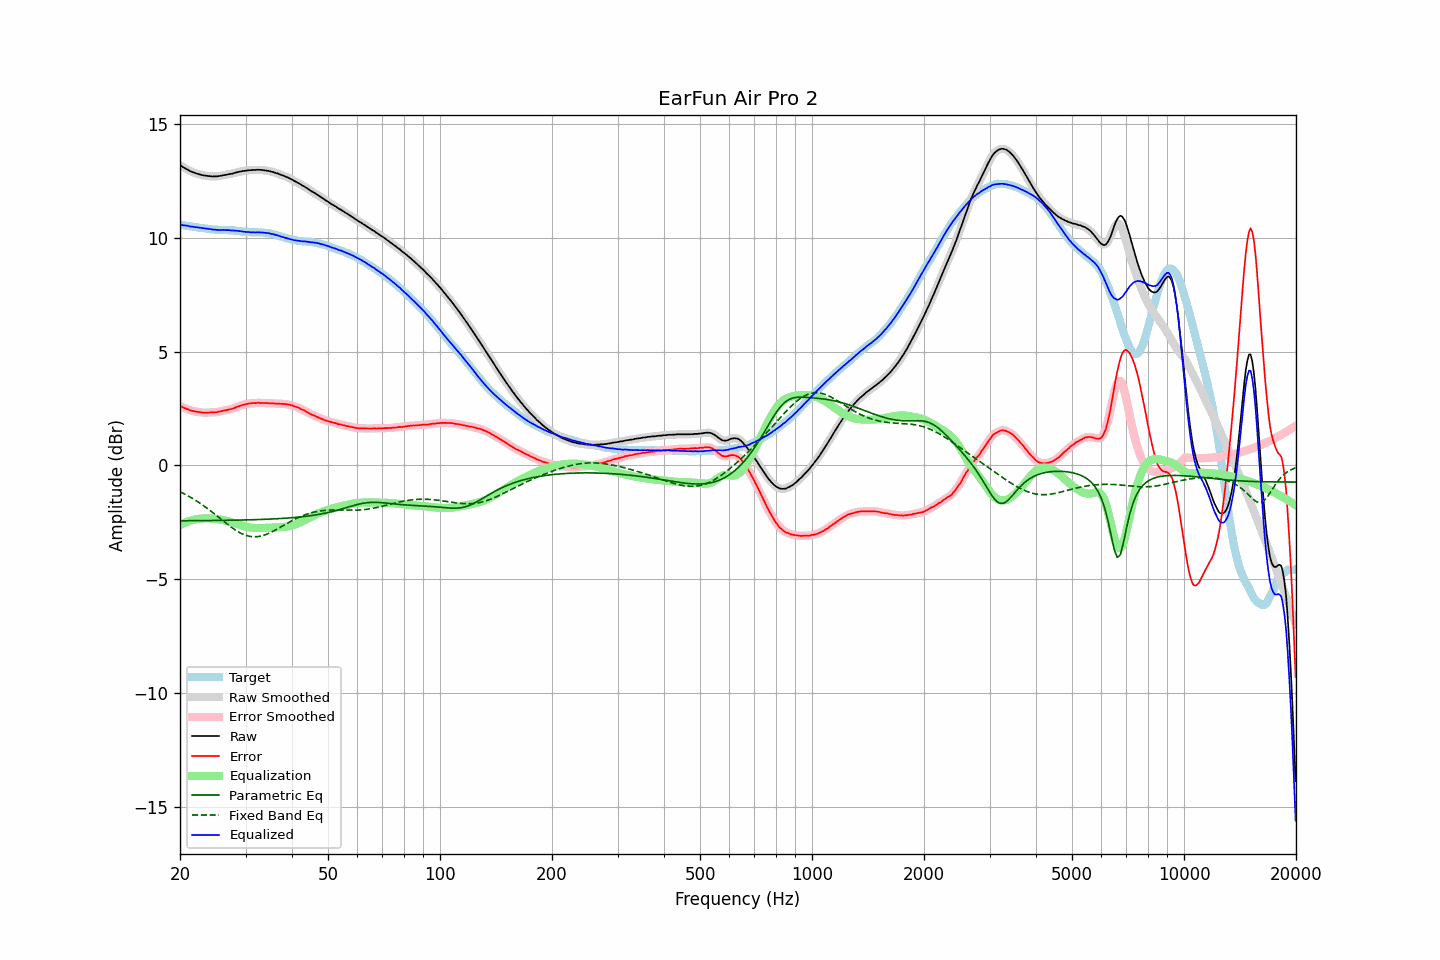 EarFun Air Pro 2
Amplitude (dBr)
15
10
5
0
−5
−10
−15
Target
Raw Smoothed
Error Smoothed
Raw
Error
Equalization
Parametric Eq
Fixed Band Eq
Equalized
20 50 100 200 500 1000 2000 5000 10000 20000
Frequency (Hz)